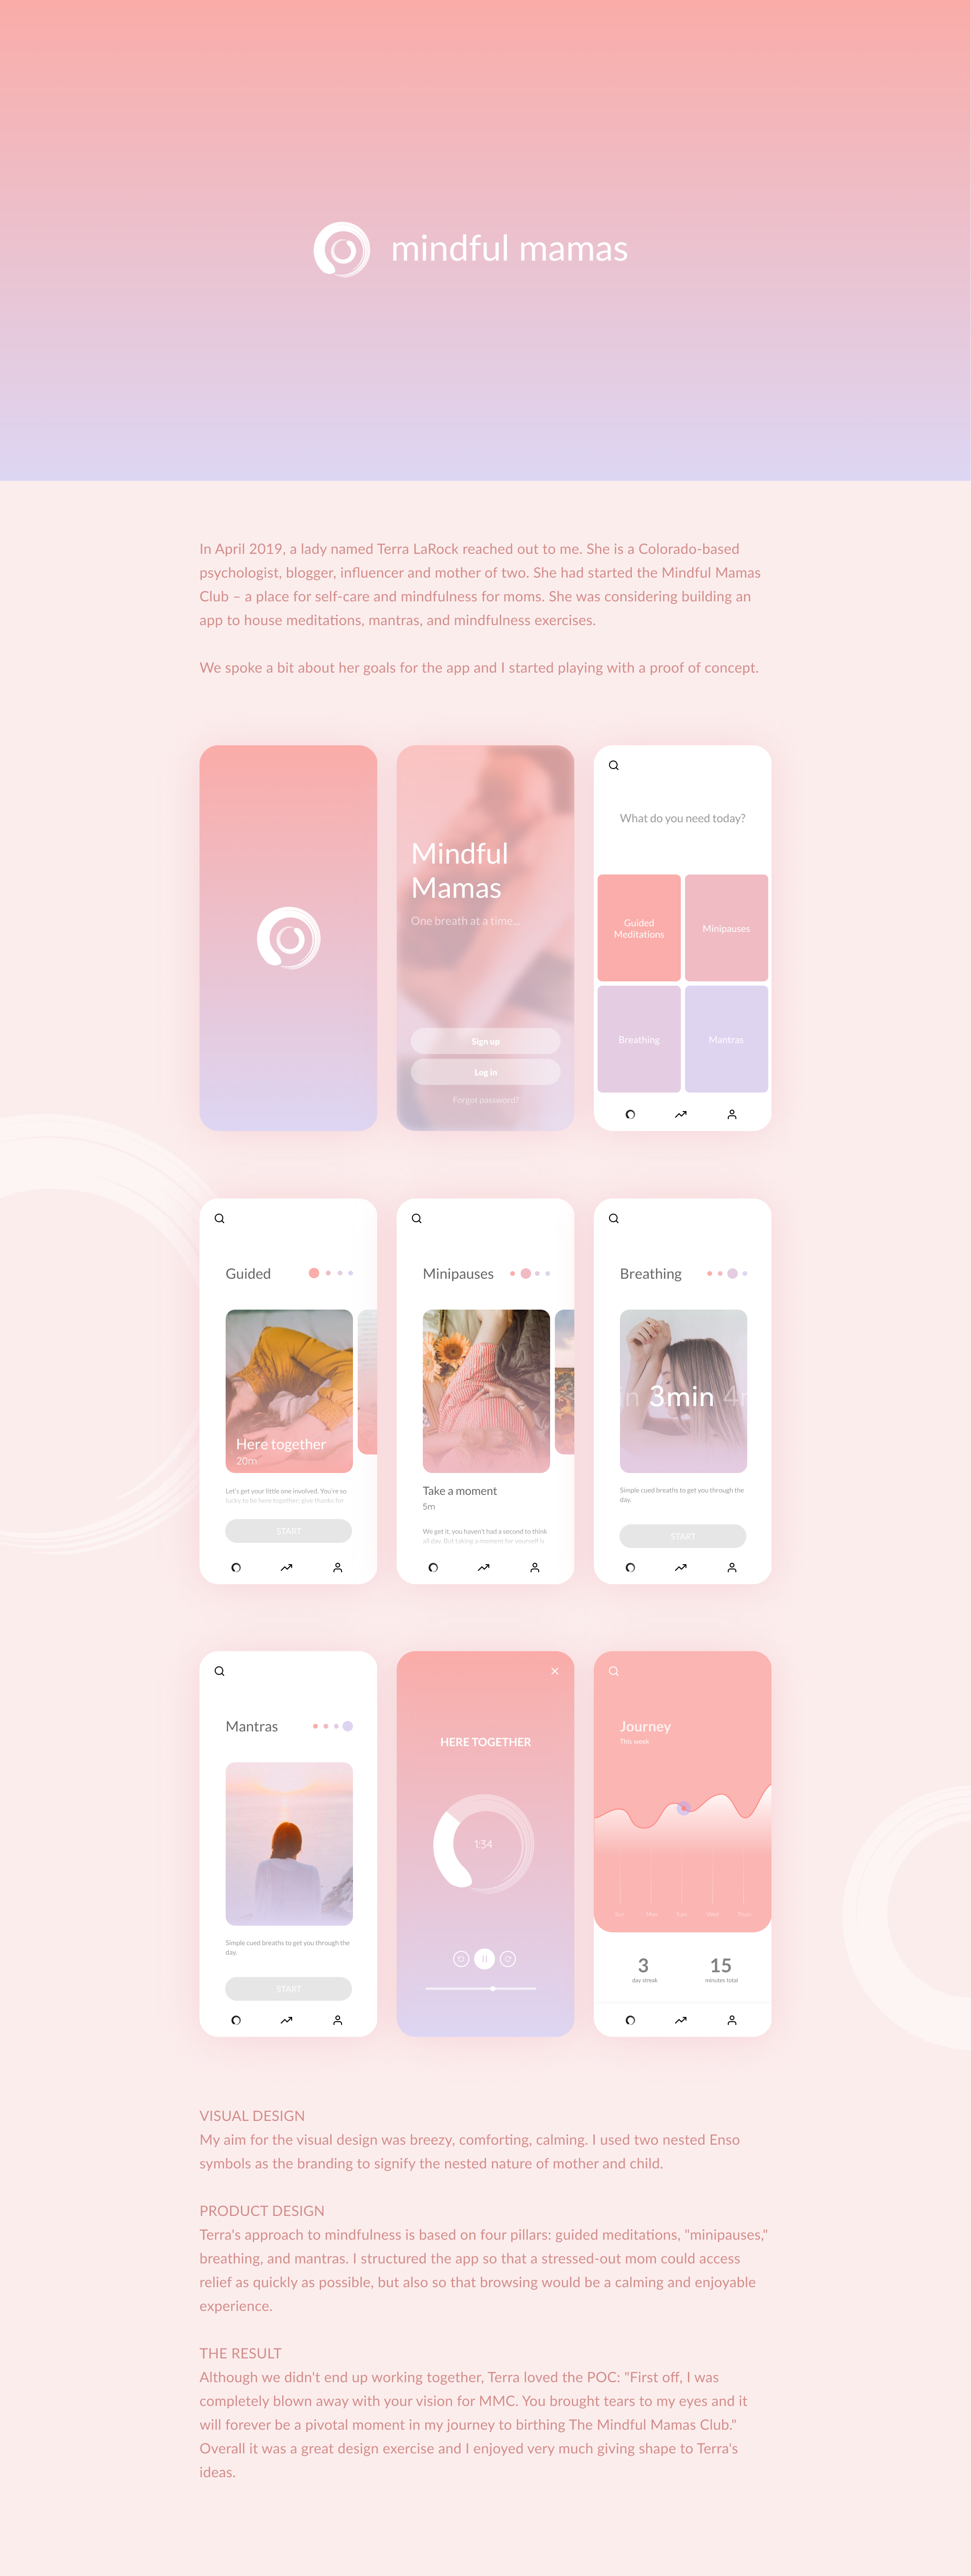 mindful mamas
In April 2019, a lady named Terra LaRock reached out to me. She is a Colorado-based
psychologist, blogger, influencer and mother of two. She had started the Mindful Mamas
Club – a place for self-care and mindfulness for moms. She was considering building an
app to house meditations, mantras, and mindfulness exercises.
We spoke a bit about her goals for the app and I started playing with a proof of concept.
Mindful
Mamas
One breath at a time...
Sign up
Log in
Forgot password?
What do you need today?
Guided
Meditations
Minipauses
Breathing
Mantras
Guided
Here together
20m
Let's get your little one involved. You're so
lucky to be here together; give thanks for
START
Minipauses
Take a moment
5m
We get it, you haven't had a second to think
all day. But taking a moment for yourself is
Breathing
in 3min 4
Simple cued breaths to get you through the
day.
START
Mantras
Simple cued breaths to get you through the
day.
START
HERE TOGETHER
1:34
Journey
This week
Sun Mon Tues Wed Thurs
3
day streak
15
minutes total
VISUAL DESIGN
My aim for the visual design was breezy, comforting, calming. I used two nested Enso
symbols as the branding to signify the nested nature of mother and child.
PRODUCT DESIGN
Terra's approach to mindfulness is based on four pillars: guided meditations, "minipauses,"
breathing, and mantras. I structured the app so that a stressed-out mom could access
relief as quickly as possible, but also so that browsing would be a calming and enjoyable
experience.
THE RESULT
Although we didn't end up working together, Terra loved the POC: "First off, I was
completely blown away with your vision for MMC. You brought tears to my eyes and it
will forever be a pivotal moment in my journey to birthing The Mindful Mamas Club."
Overall it was a great design exercise and I enjoyed very much giving shape to Terra's
ideas.